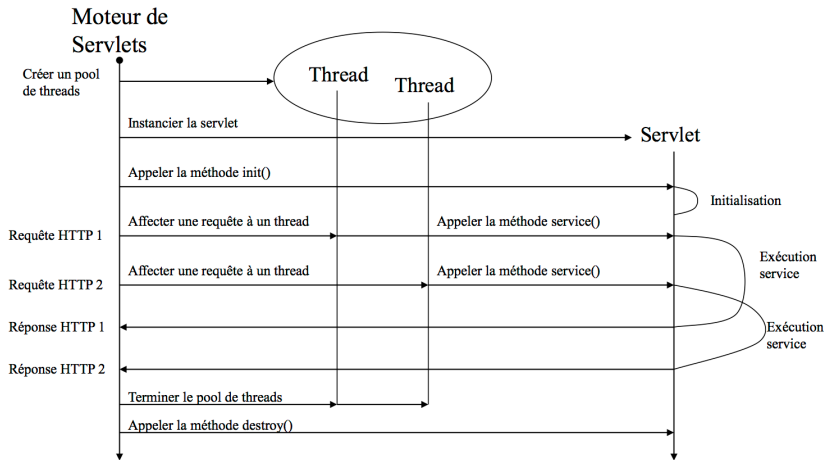 Moteur de
Servlets
Créer un pool
de threads
Thread
Thread
Instancier la servlet
Servlet
Appeler la méthode init()
Initialisation
Affecter une requête à un thread
Appeler la méthode service()
Requête HTTP 1
Exécution
service
Affecter une requête à un thread
Appeler la méthode service()
Requête HTTP 2
Réponse HTTP 1
Exécution
service
Réponse HTTP 2
Terminer le pool de threads
Appeler la méthode destroy()